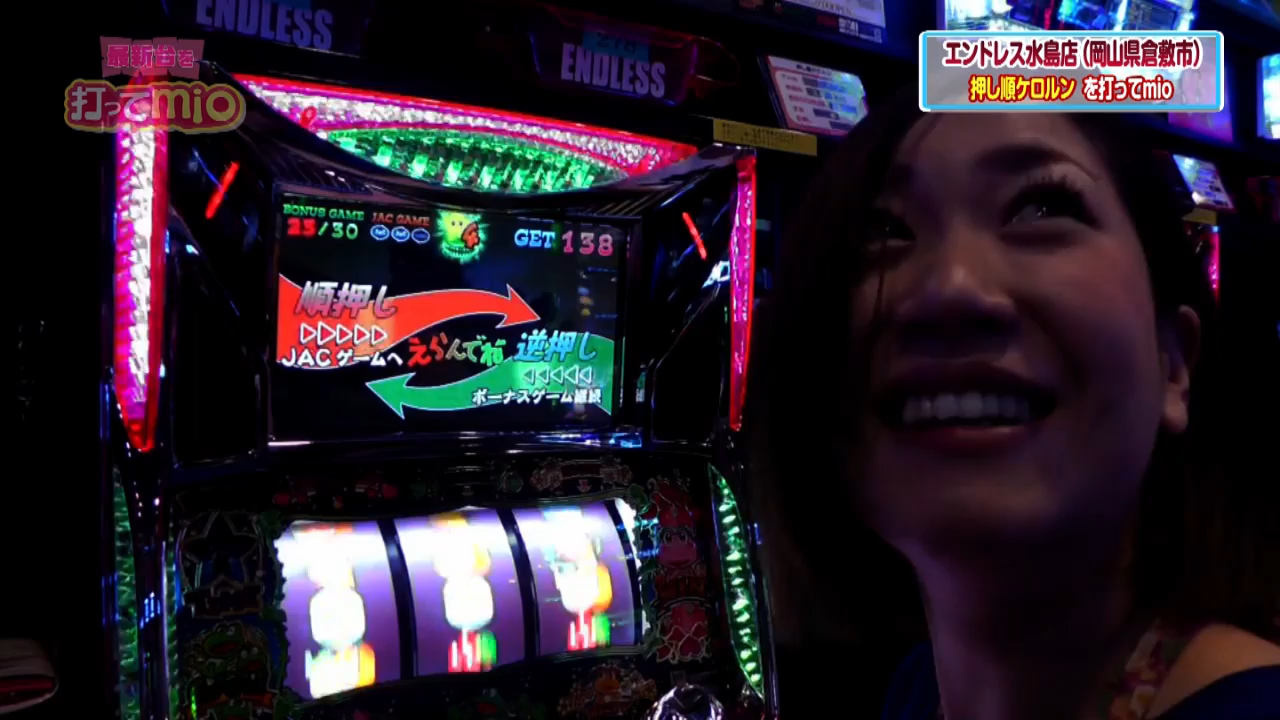 ENDLESS
ENDLESS
最新台を
打ってmio
エンドレス水島店(岡山県倉敷市)
押し順ケロルン を打ってmio
BONUS GAME
23/30
JAC GAME
GET 138
順押し
JACゲームへ
えらんでね
逆押し
ボーナスゲーム継続